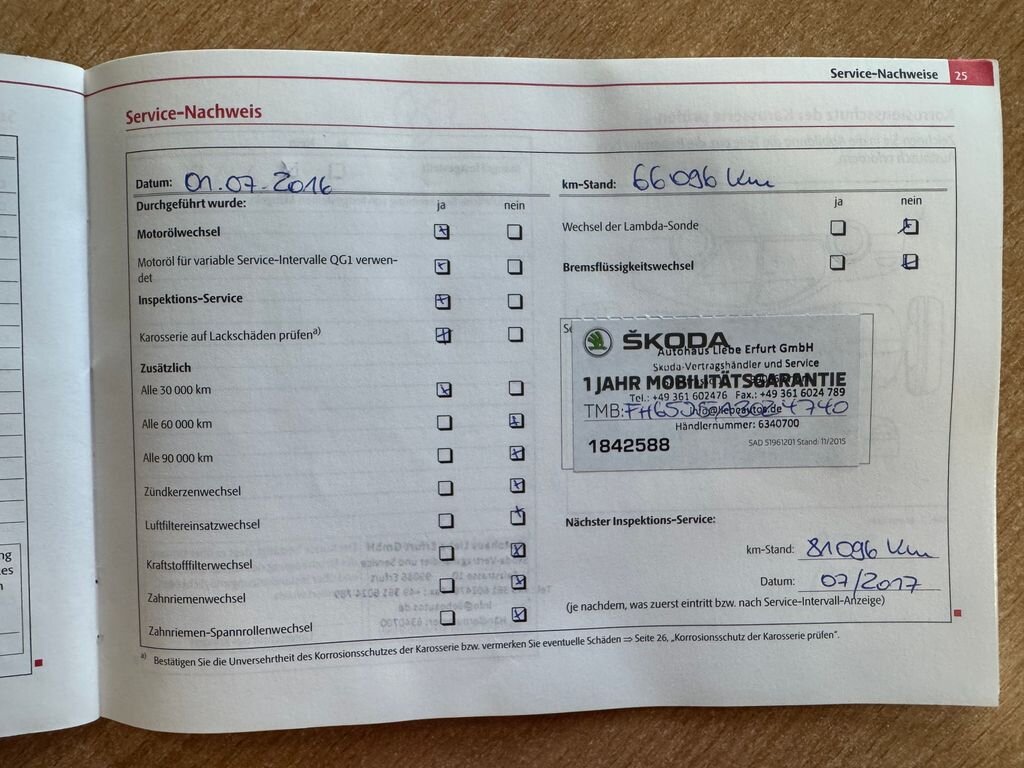 Service-Nachweise 25
Service-Nachweis
Datum: 01.07.2016
km-Stand: 66096 Km
Durchgeführt wurde: ja nein
ja nein
Motorölwechsel
Motoröl für variable Service-Intervalle QG1 verwen-
det
Inspektions-Service
Karosserie auf Lackschäden prüfen a)
Zusätzlich
Alle 30 000 km
Alle 60 000 km
Alle 90 000 km
Zündkerzenwechsel
Luftfiltereinsatzwechsel
Kraftstofffilterwechsel
Zahnriemenwechsel
Zahnriemen-Spannrollenwechsel
Wechsel der Lambda-Sonde
Bremsflüssigkeitswechsel
ŠKODA
Autohaus Liebe Erfurt GmbH
Skoda-Vertragshändler und Service
1 JAHR MOBILITÄTSGARANTIE
Tel.: +49 361 602476 Fax.: +49 361 6024 789
TMB:
Händlernummer: 6340700
1842588
SAD 51961201 Stand: 11/2015
Nächster Inspektions-Service:
km-Stand: 81096 Km
Datum: 07/2017
(je nachdem, was zuerst eintritt bzw. nach Service-Intervall-Anzeige)
a) Bestätigen Sie die Unversehrtheit des Korrosionsschutzes der Karosserie bzw. vermerken Sie eventuelle Schäden ⇒ Seite 26, „Korrosionsschutz der Karosserie prüfen“.